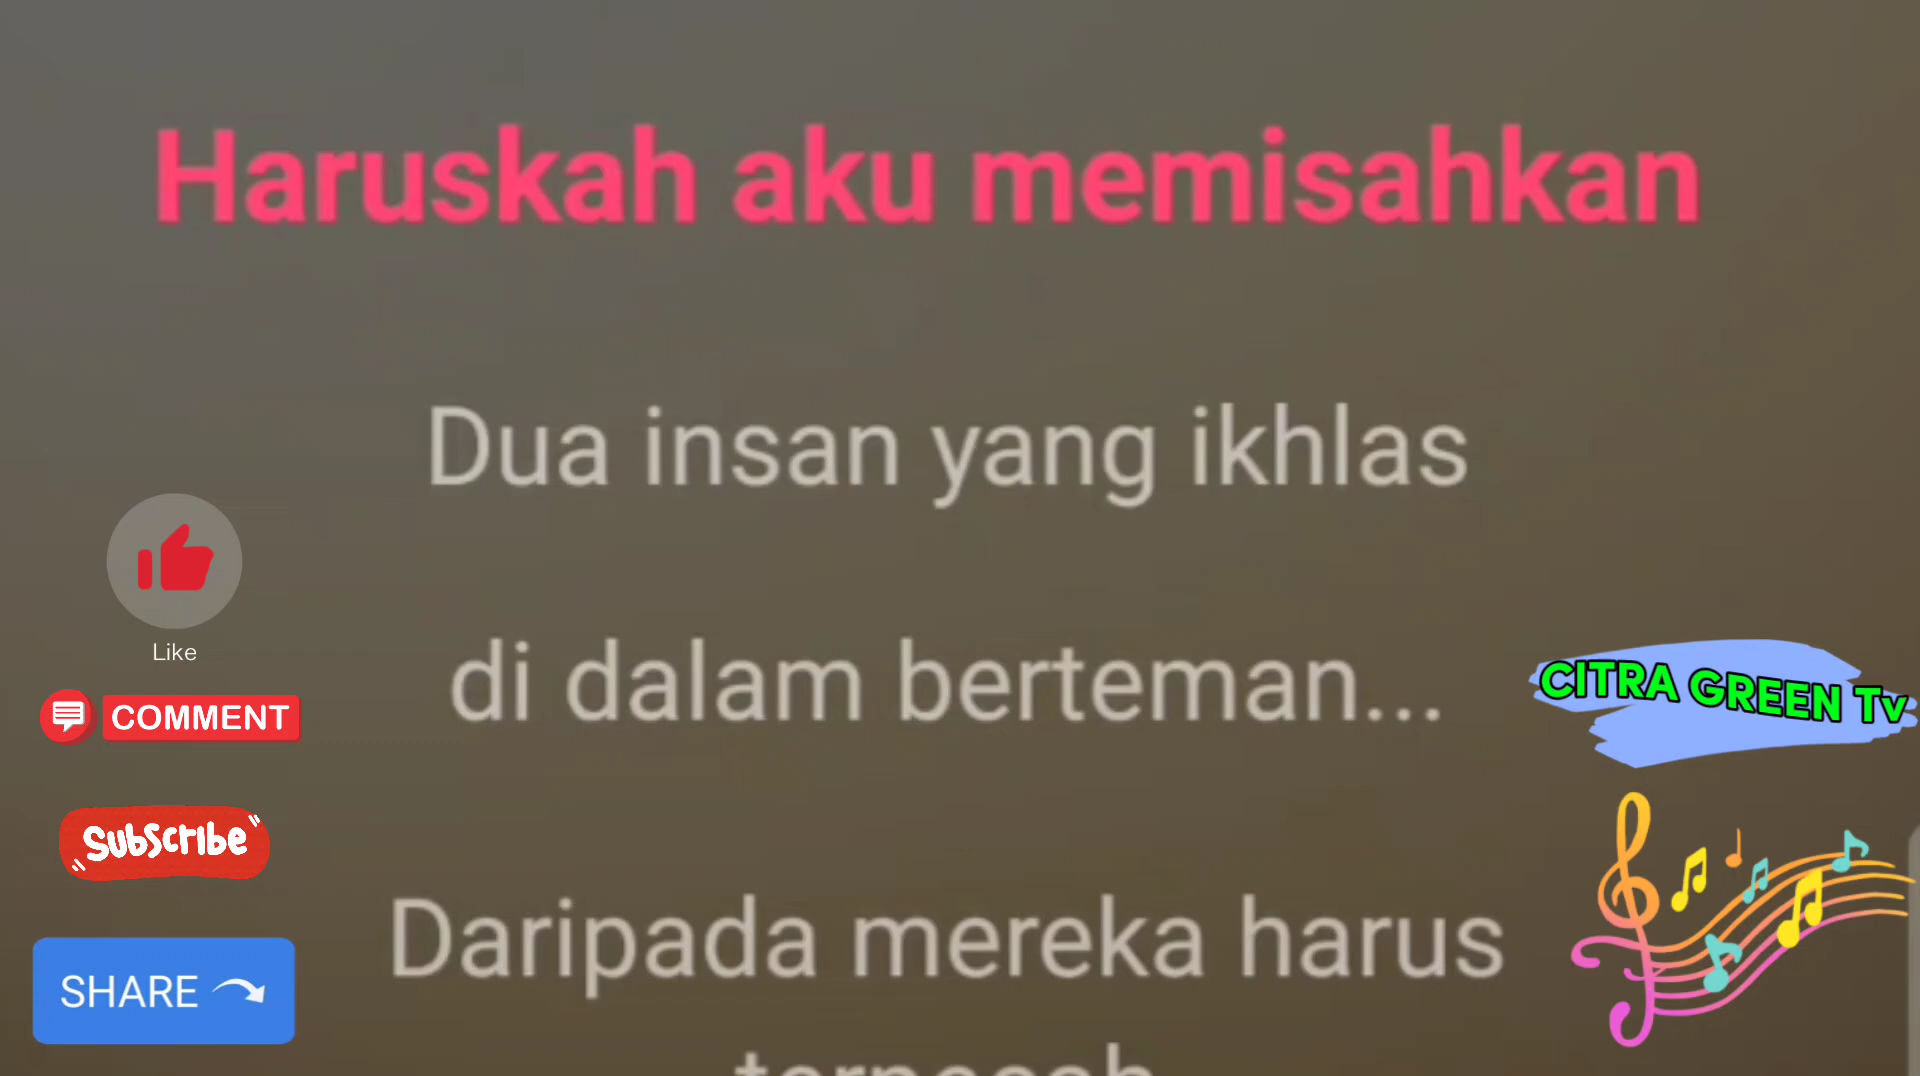 Haruskah aku memisahkan
Dua insan yang ikhlas
di dalam berteman...
Daripada mereka harus
Like
COMMENT
Subscribe
SHARE
CITRA GREEN Tv